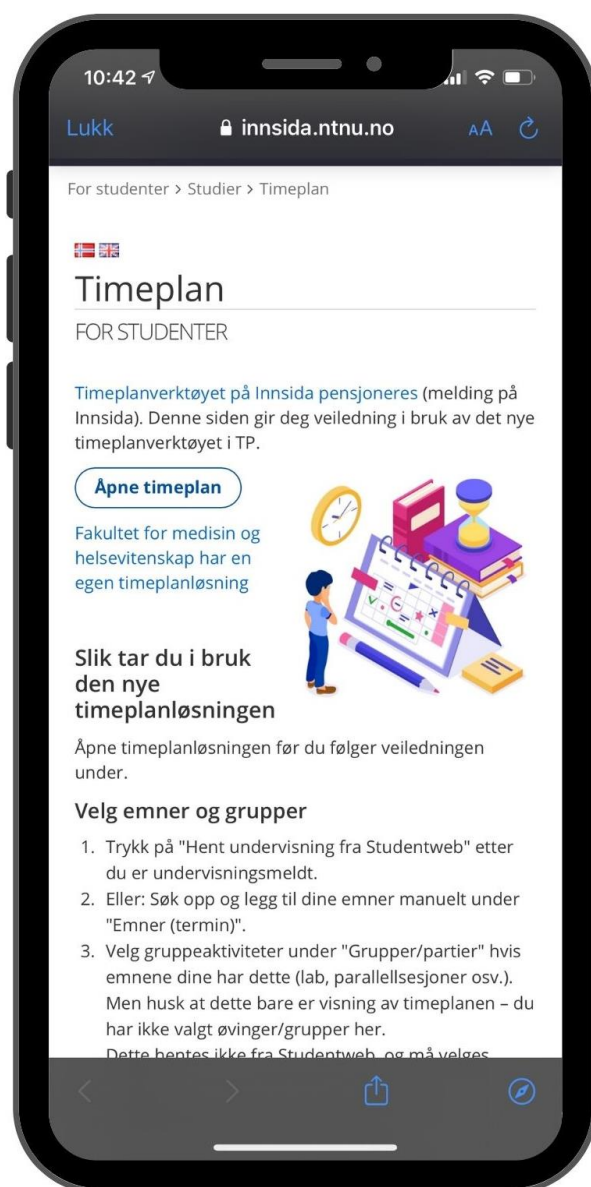 10:42
Lukk
innsida.ntnu.no
AA
For studenter > Studier > Timeplan
Timeplan
FOR STUDENTER
Timeplanverktøyet på Innsida pensjoneres (melding på
Innsida). Denne siden gir deg veiledning i bruk av det nye
timeplanverktøyet i TP.
Åpne timeplan
Fakultet for medisin og
helsevitenskap har en
egen timeplanløsning
Slik tar du i bruk
den nye
timeplanløsningen
Åpne timeplanløsningen før du følger veiledningen
under.
Velg emner og grupper
1. Trykk på "Hent undervisning fra Studentweb" etter
du er undervisningsmeldt.
2. Eller: Søk opp og legg til dine emner manuelt under
"Emner (termin)".
3. Velg gruppeaktiviteter under "Grupper/partier" hvis
emnene dine har dette (lab, parallellsesjoner osv.).
Men husk at dette bare er visning av timeplanen – du
har ikke valgt øvinger/grupper her.
Dette hentes ikke fra Studentweb, og må velges